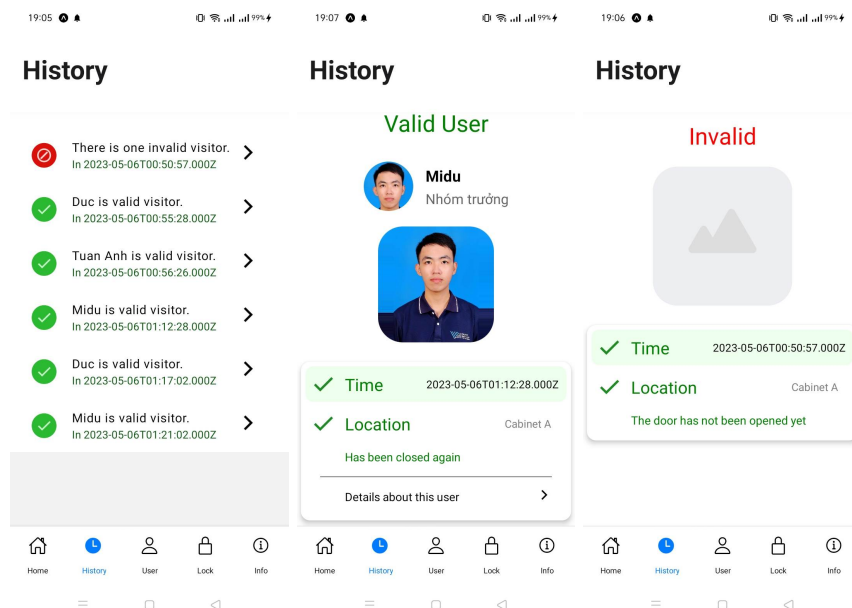 19:05
99%
History
There is one invalid visitor.
In 2023-05-06T00:50:57.000Z
Duc is valid visitor.
In 2023-05-06T00:55:28.000Z
Tuan Anh is valid visitor.
In 2023-05-06T00:56:26.000Z
Midu is valid visitor.
In 2023-05-06T01:12:28.000Z
Duc is valid visitor.
In 2023-05-06T01:17:02.000Z
Midu is valid visitor.
In 2023-05-06T01:21:02.000Z
Home History User Lock Info
19:07
99%
History
Valid User
Midu
Nhóm trưởng
Time 2023-05-06T01:12:28.000Z
Location Cabinet A
Has been closed again
Details about this user
Home History User Lock Info
19:06
99%
History
Invalid
Time 2023-05-06T00:50:57.000Z
Location Cabinet A
The door has not been opened yet
Home History User Lock Info